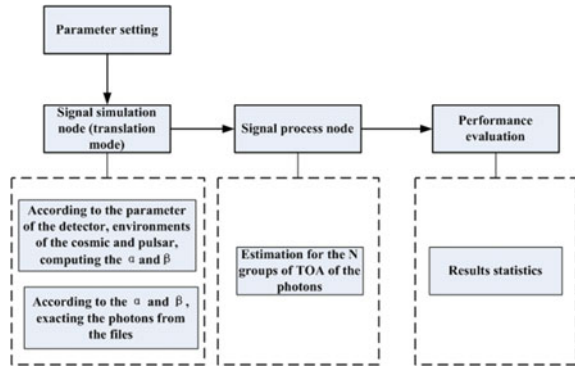 Parameter setting
Signal simulation
node (translation
mode)
Signal process node
Performance
evaluation
According to the parameter
of the detector, environments
of the cosmic and pulsar,
computing the α and β
According to the α and β,
exacting the photons from
the files
Estimation for the N
groups of TOA of the
photons
Results statistics